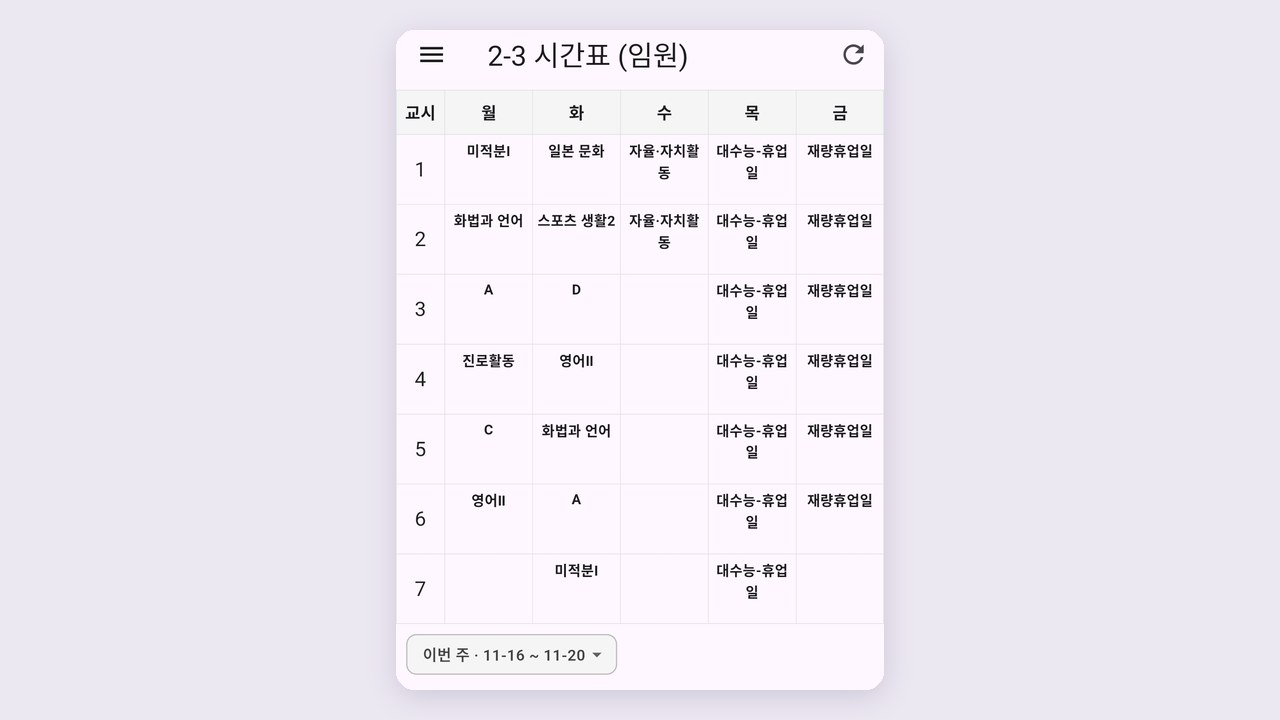 2-3 시간표 (임원)
교시 월 화 수 목 금
1 미적분I 일본 문화 자율·자치활동 대수능-휴업일 재량휴업일
2 화법과 언어 스포츠 생활2 자율·자치활동 대수능-휴업일 재량휴업일
3 A D 대수능-휴업일 재량휴업일
4 진로활동 영어II 대수능-휴업일 재량휴업일
5 C 화법과 언어 대수능-휴업일 재량휴업일
6 영어II A 대수능-휴업일 재량휴업일
7 미적분I 대수능-휴업일
이번 주 · 11-16 ~ 11-20